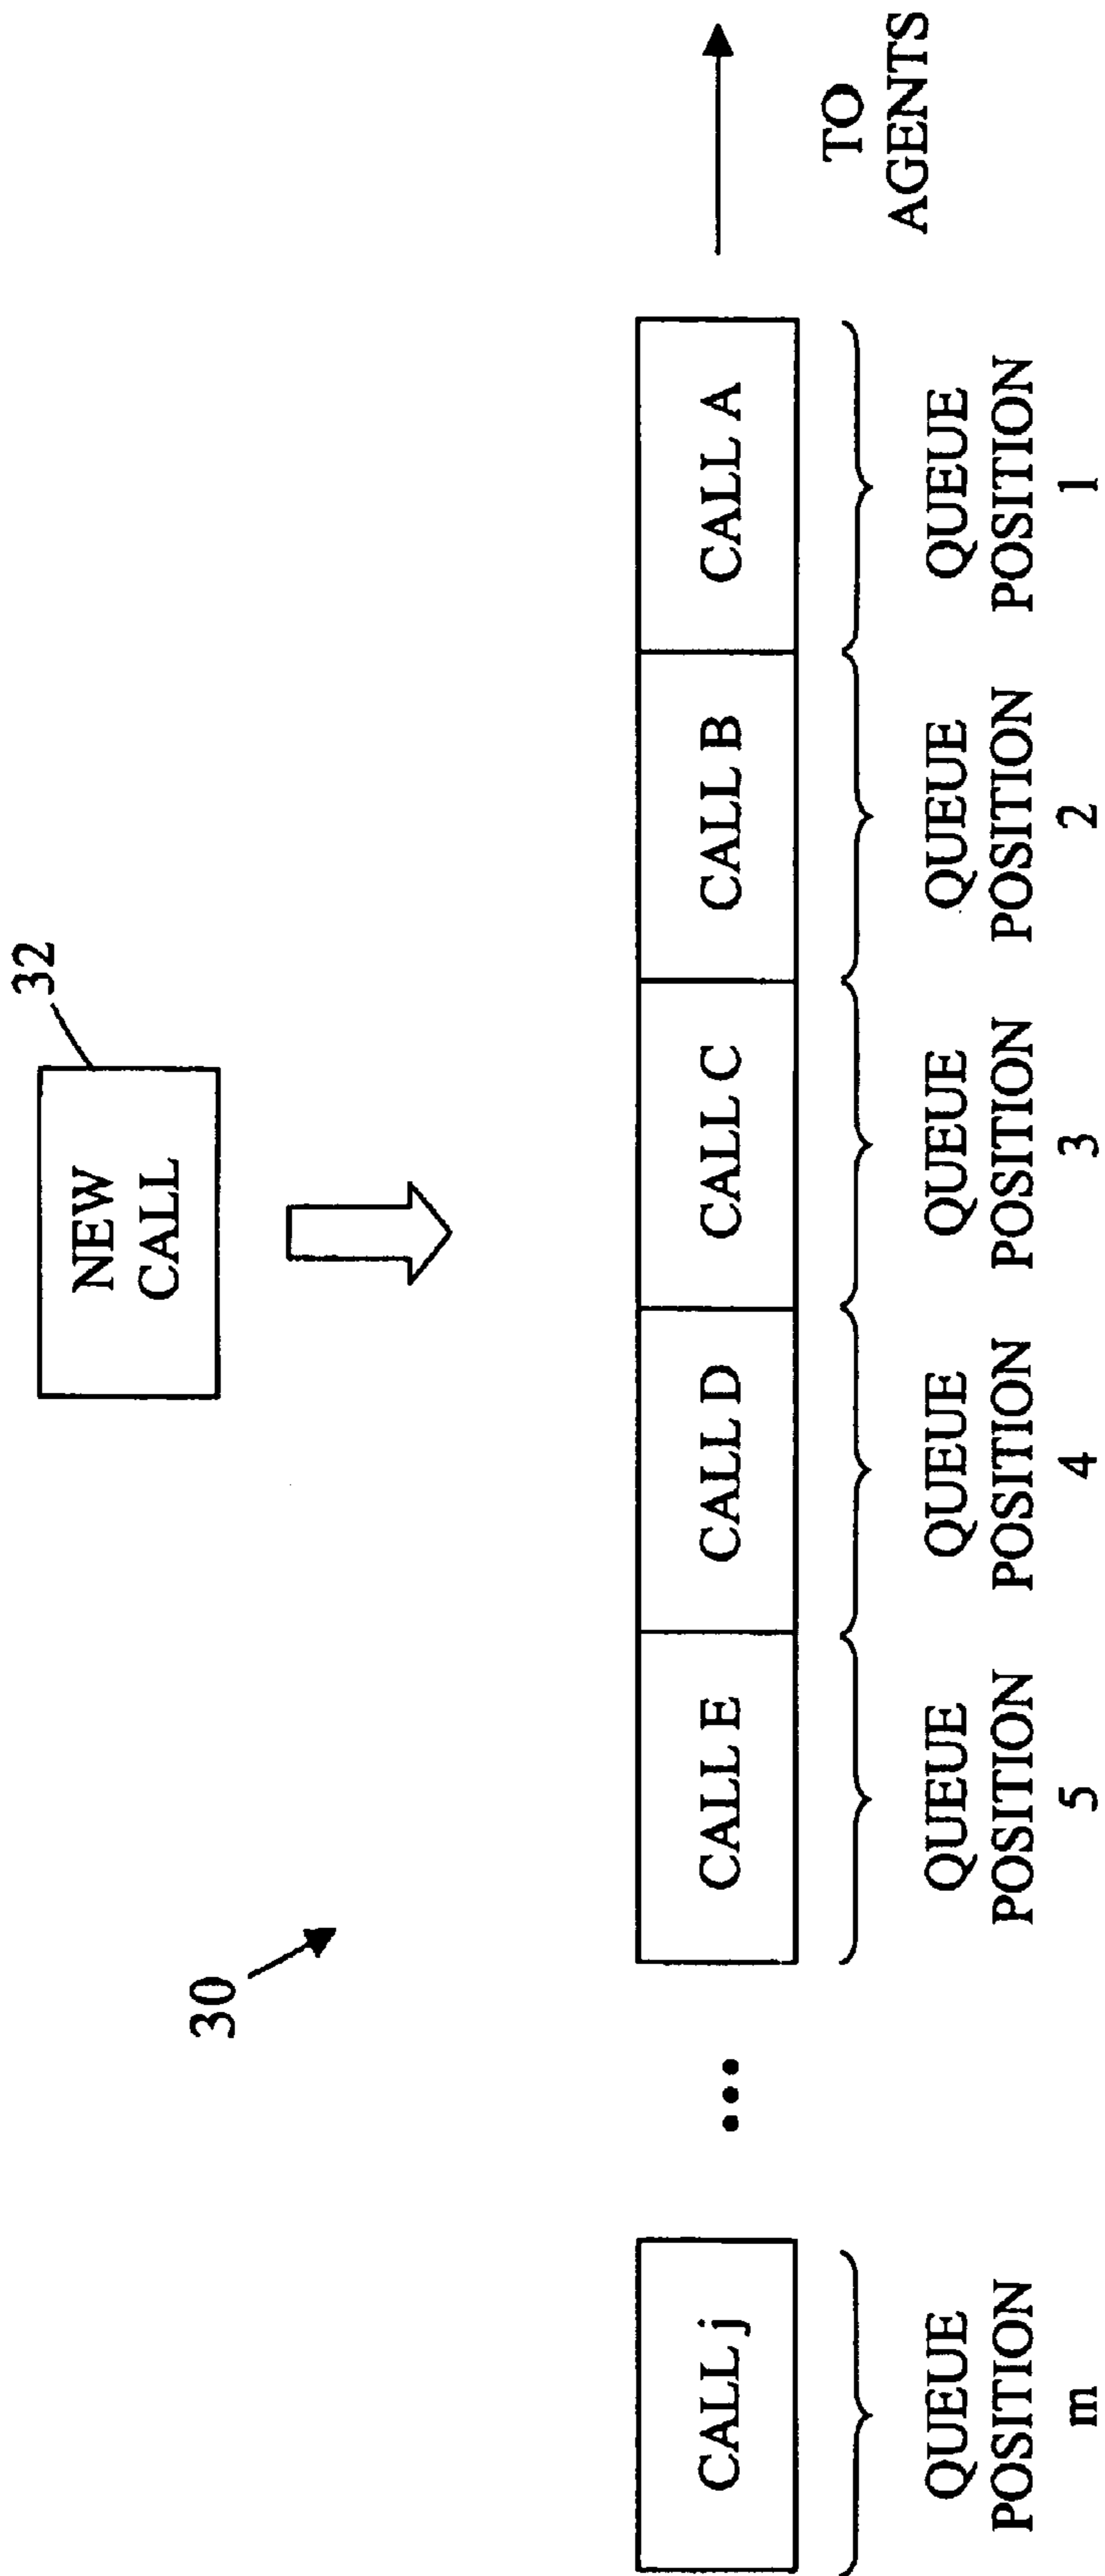 NEW
CALL
32
30
CALL j
...
CALL E
CALL D
CALL C
CALL B
CALL A
TO
AGENTS
QUEUE
POSITION
m
QUEUE
POSITION
5
QUEUE
POSITION
4
QUEUE
POSITION
3
QUEUE
POSITION
2
QUEUE
POSITION
1